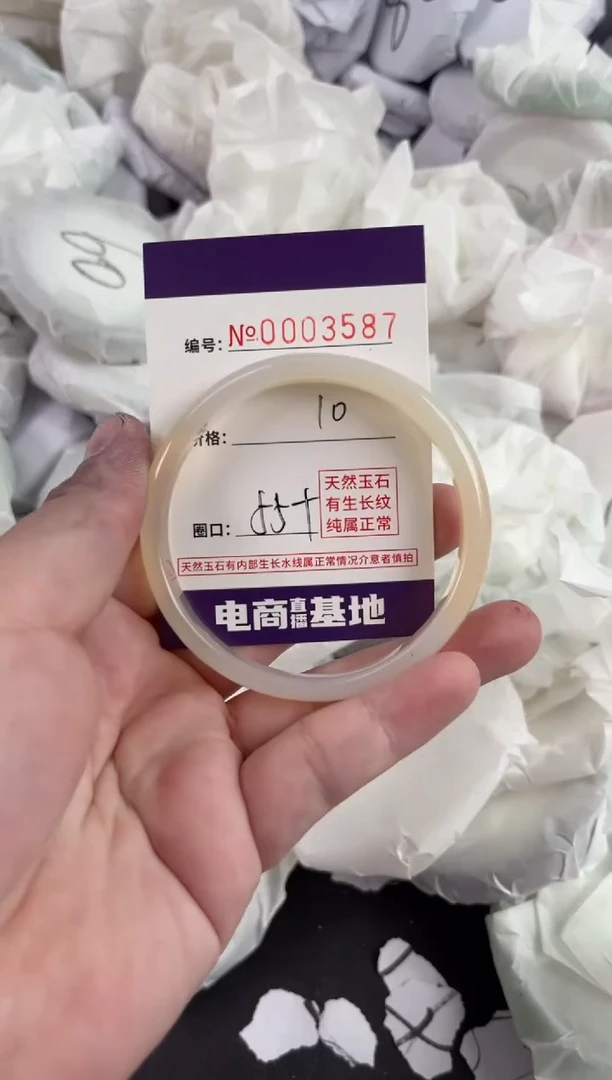 编号: №0003587
价格: 10
圈口: 55+
天然玉石
有生长纹
纯属正常
天然玉石有内部生长水线属正常情况介意者慎拍
电商直播基地